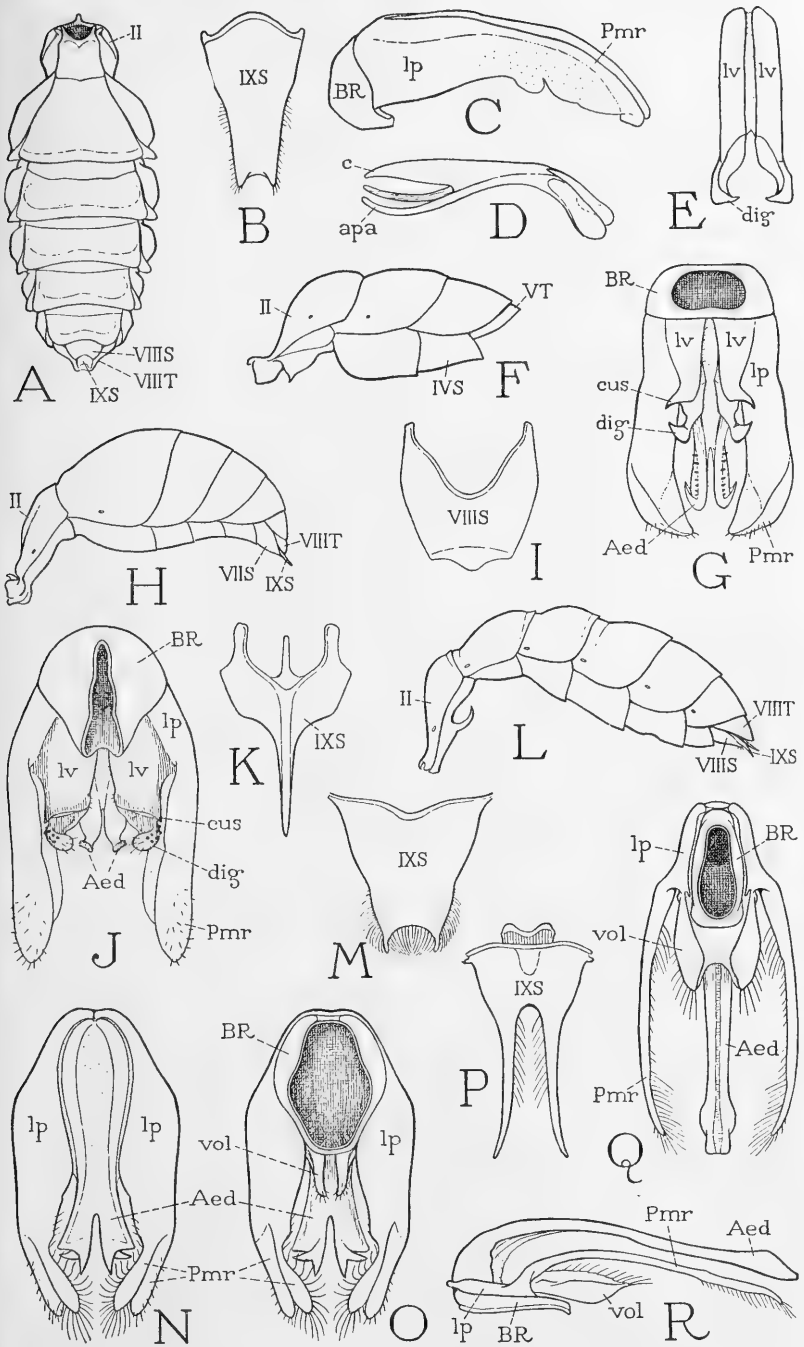 II
VIIIS
VIIIT
IXS
A
IXS
B
Pmr
lp
BR
C
c
apa
D
lv
lv
dig
E
II
VT
IVS
F
BR
lv
lv
lp
cus
dig
Aed
Pmr
G
II
VIIIT
VIIS
IXS
H
VIIIS
I
BR
lp
lv
lv
cus
dig
Aed
Pmr
J
IXS
K
II
VIIIT
VIIIS
IXS
L
IXS
M
lp
lp
N
BR
lp
vol
Aed
Pmr
O
IXS
P
lp
BR
vol
Aed
Pmr
Q
Pmr
Aed
lp
BR
vol
R